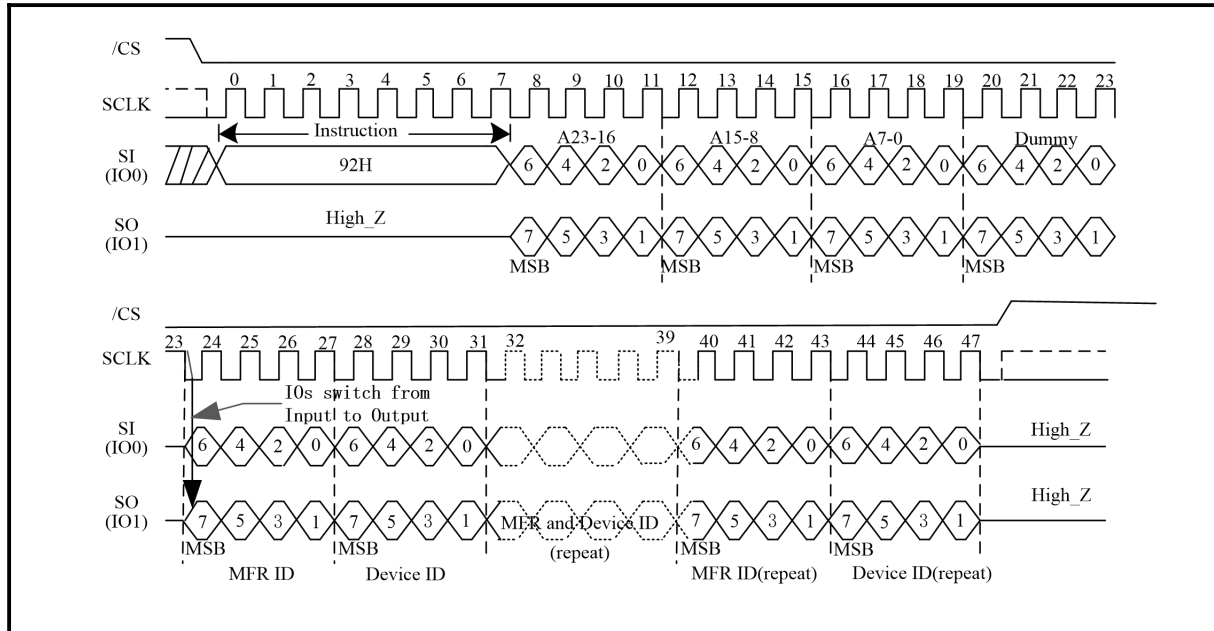 /CS
0 1 2 3 4 5 6 7 8 9 10 11 12 13 14 15 16 17 18 19 20 21 22 23
SCLK
Instruction A23-16 A15-8 A7-0 Dummy
SI
(IO0)
92H 6 4 2 0 6 4 2 0 6 4 2 0 6 4 2 0
High_Z
SO
(IO1)
7 5 3 1 7 5 3 1 7 5 3 1 7 5 3 1
MSB MSB MSB MSB
/CS
23 24 25 26 27 28 29 30 31 32 39 40 41 42 43 44 45 46 47
SCLK
IOs switch from
Input to Output
SI
(IO0)
6 4 2 0 6 4 2 0 6 4 2 0 6 4 2 0 High_Z
SO
(IO1)
7 5 3 1 7 5 3 1 MFR and Device ID 7 5 3 1 7 5 3 1 High_Z
MSB MSB (repeat) MSB MSB
MFR ID Device ID MFR ID(repeat) Device ID(repeat)